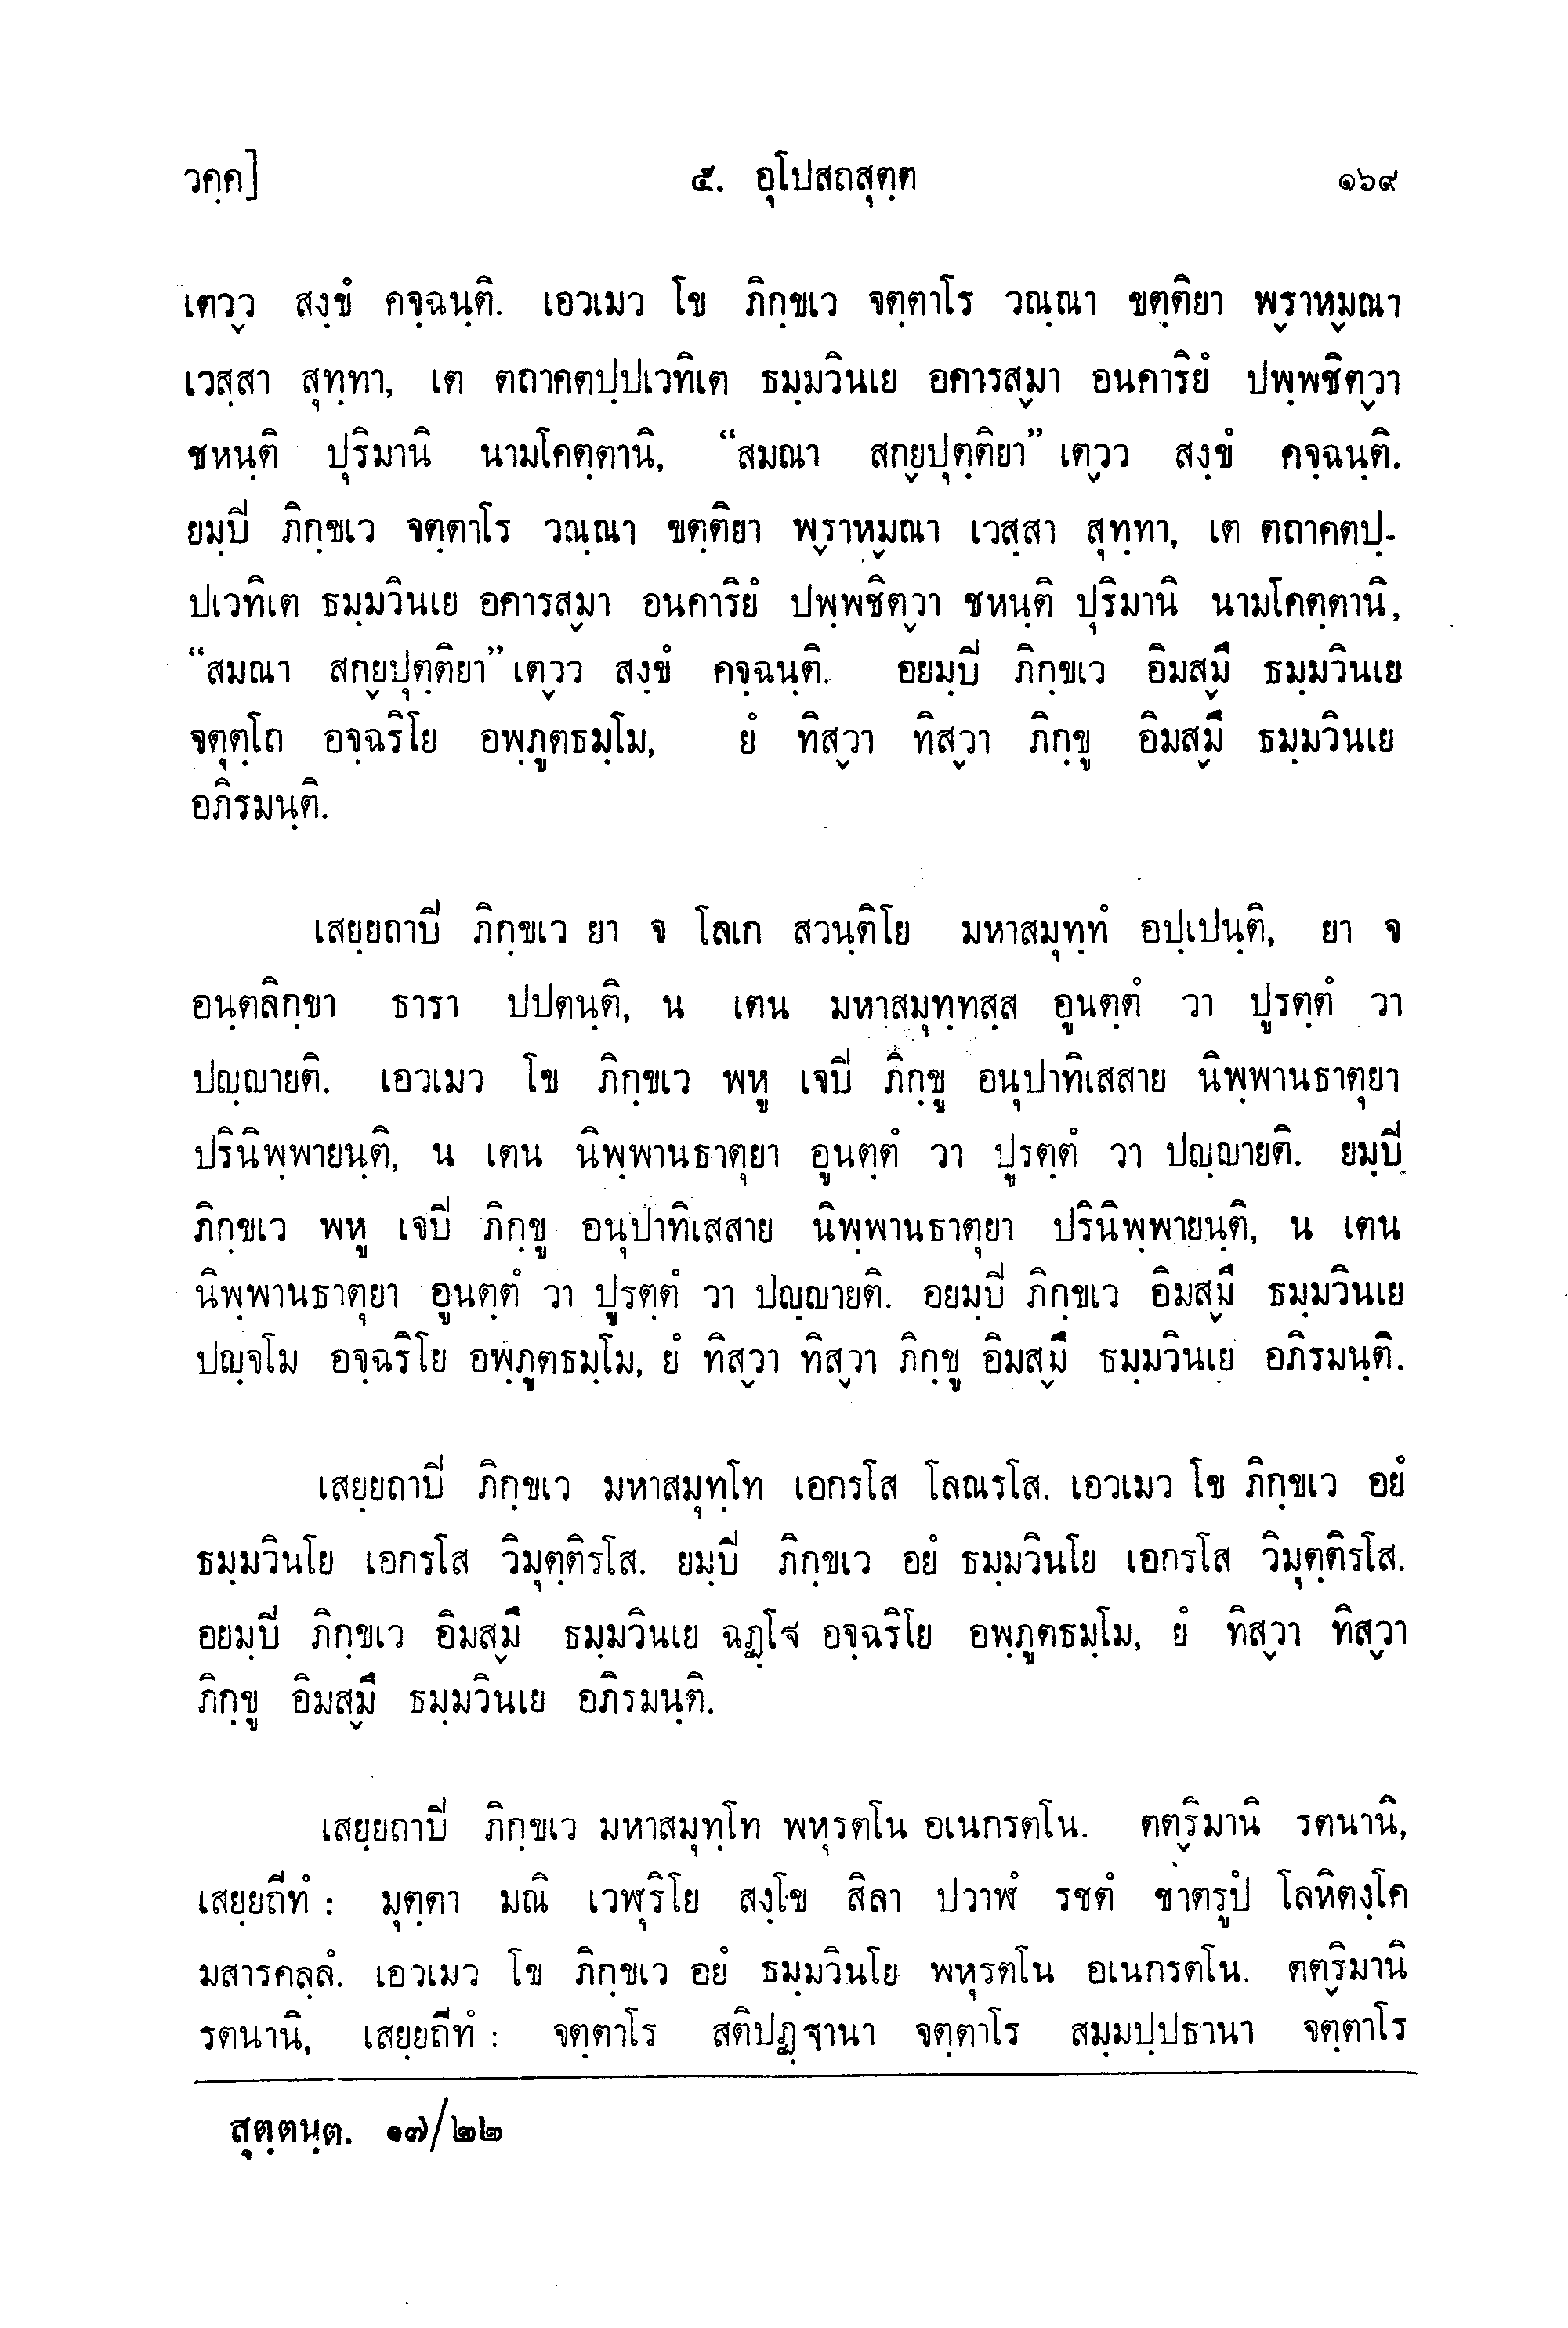 วคฺค] ๕. อุโปสถสุตฺต ๑๖๙
เตวฺว สงฺขํ คจฺฉนฺติ. เอวเมว โข ภิกฺขเว จตฺตาโร วณฺณา ขตฺติยา พฺราหฺมณา
เวสฺสา สุทฺทา, เต ตถาคตปฺปเวทิเต ธมฺมวินเย อคารสฺมา อนคาริยํ ปพฺพชิตฺวา
ชหนฺติ ปุริมานิ นามโคตฺตานิ, “สมณา สกฺยปุตฺติยา” เตฺวว สงฺขํ คจฺฉนฺติ.
ยมฺปิ ภิกฺขเว จตฺตาโร วณฺณา ขตฺติยา พฺราหฺมณา เวสฺสา สุทฺทา, เต ตถาคตปฺ-
ปเวทิเต ธมฺมวินเย อคารสฺมา อนคาริยํ ปพฺพชิตฺวา ชหนฺติ ปุริมานิ นามโคตฺตานิ,
“สมณา สกฺยปุตฺติยา” เตฺวว สงฺขํ คจฺฉนฺติ. อยมฺปิ ภิกฺขเว อิมสฺมึ ธมฺมวินเย
จตุตฺโถ อจฺฉริโย อพฺภูตธมฺโม, ยํ ทิสฺวา ทิสฺวา ภิกฺขู อิมสฺมึ ธมฺมวินเย
อภิรมนฺติ.
เสยฺยถาปิ ภิกฺขเว ยา จ โลเก สวนฺติโย มหาสมุทฺทํ อปฺเปนฺติ, ยา จ
อนฺตลิกฺขา ธารา ปปตนฺติ, น เตน มหาสมุทฺทสฺส อูนตฺตํ วา ปูรตฺตํ วา
ปญฺญายติ. เอวเมว โข ภิกฺขเว พหู เจปิ ภิกฺขู อนุปาทิเสสาย นิพฺพานธาตุยา
ปรินิพฺพายนฺติ, น เตน นิพฺพานธาตุยา อูนตฺตํ วา ปูรตฺตํ วา ปญฺญายติ. ยมฺปิ
ภิกฺขเว พหู เจปิ ภิกฺขู อนุปาทิเสสาย นิพฺพานธาตุยา ปรินิพฺพายนฺติ, น เตน
นิพฺพานธาตุยา อูนตฺตํ วา ปูรตฺตํ วา ปญฺญายติ. อยมฺปิ ภิกฺขเว อิมสฺมึ ธมฺมวินเย
ปญฺจโม อจฺฉริโย อพฺภูตธมฺโม, ยํ ทิสฺวา ทิสฺวา ภิกฺขู อิมสฺมึ ธมฺมวินเย อภิรมนฺติ.
เสยฺยถาปิ ภิกฺขเว มหาสมุทฺโท เอกรโส โลณรโส. เอวเมว โข ภิกฺขเว อยํ
ธมฺมวินโย เอกรโส วิมุตฺติรโส. ยมฺปิ ภิกฺขเว อยํ ธมฺมวินโย เอกรโส วิมุตฺติรโส.
อยมฺปิ ภิกฺขเว อิมสฺมึ ธมฺมวินเย ฉฏฺโฐ อจฺฉริโย อพฺภูตธมฺโม, ยํ ทิสฺวา ทิสฺวา
ภิกฺขู อิมสฺมึ ธมฺมวินเย อภิรมนฺติ.
เสยฺยถาปิ ภิกฺขเว มหาสมุทฺโท พหุรตโน อเนกรตโน. ตตฺริมานิ รตนานิ,
เสยฺยถีทํ : มุตฺตา มณิ เวฬุริโย สงฺโข สิลา ปวาฬํ รชตํ ชาตรูปํ โลหิตงฺโค
มสารคลฺลํ. เอวเมว โข ภิกฺขเว อยํ ธมฺมวินโย พหุรตโน อเนกรตโน. ตตฺริมานิ
รตนานิ, เสยฺยถีทํ : จตฺตาโร สติปฏฺฐานา จตฺตาโร สมฺมปฺปธานา จตฺตาโร
สุตฺตนฺต. ๑๗/๒๒